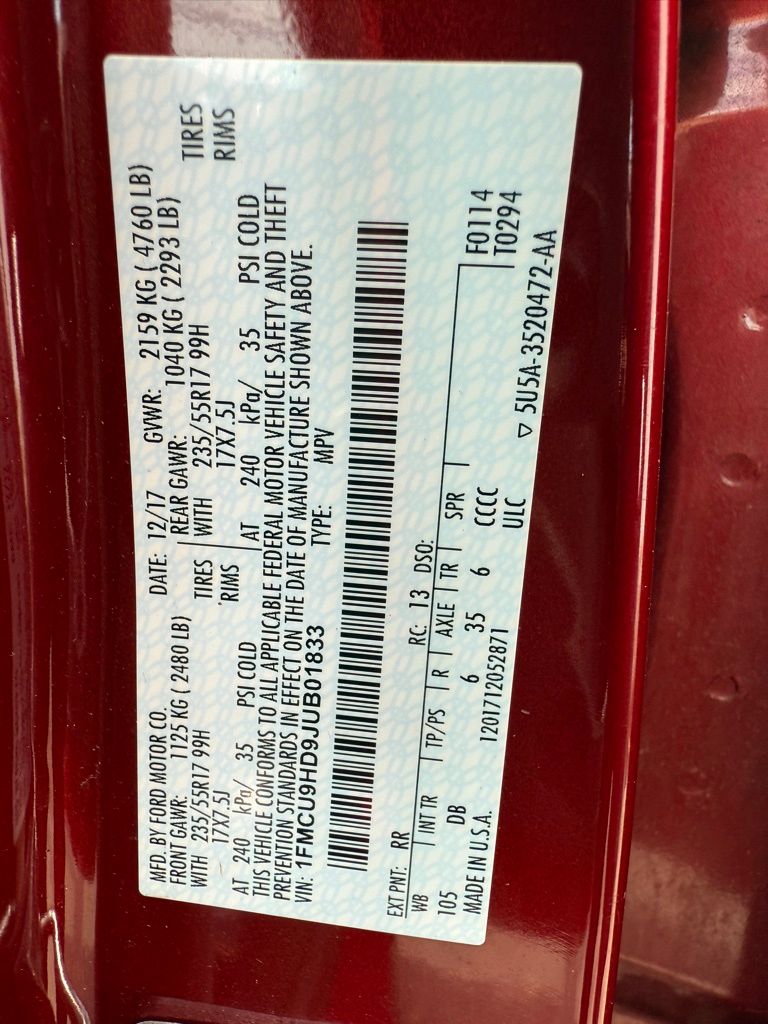 MFD. BY FORD MOTOR CO. DATE: 12/17 GVWR: 2159 KG ( 4760 LB)
FRONT GAWR: 1125 KG ( 2480 LB) REAR GAWR: 1040 KG ( 2293 LB)
WITH 235/55R17 99H TIRES WITH 235/55R17 99H TIRES
17X7.5J RIMS 17X7.5J RIMS
AT 240 kPa/ 35 PSI COLD AT 240 kPa/ 35 PSI COLD
THIS VEHICLE CONFORMS TO ALL APPLICABLE FEDERAL MOTOR VEHICLE SAFETY AND THEFT
PREVENTION STANDARDS IN EFFECT ON THE DATE OF MANUFACTURE SHOWN ABOVE.
VIN: 1FMCU9HD9JUB01833 TYPE: MPV
EXT PNT: RR RC: 13 DSO: F0114
WB INT TR TP/PS R AXLE TR SPR T0294
105 DB 6 35 6 CCCC
MADE IN U.S.A. 1201712052871 ULC ▽ 5U5A-3520472-AA